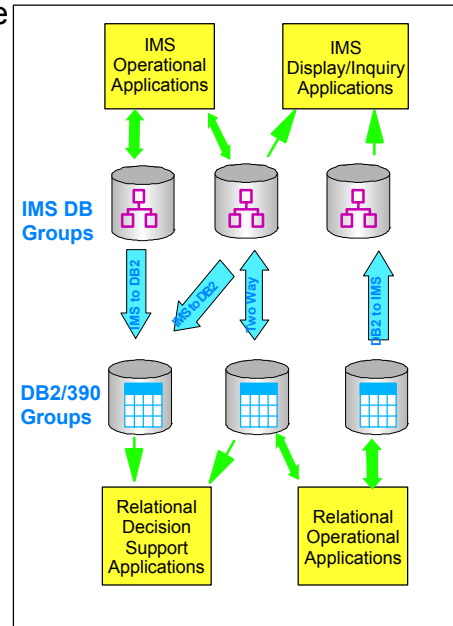 e
IMS
Operational
Applications
IMS
Display/Inquiry
Applications
IMS DB
Groups
IMS to DB2
IMS to DB2
Two Way
DB2 to IMS
DB2/390
Groups
Relational
Decision
Support
Applications
Relational
Operational
Applications